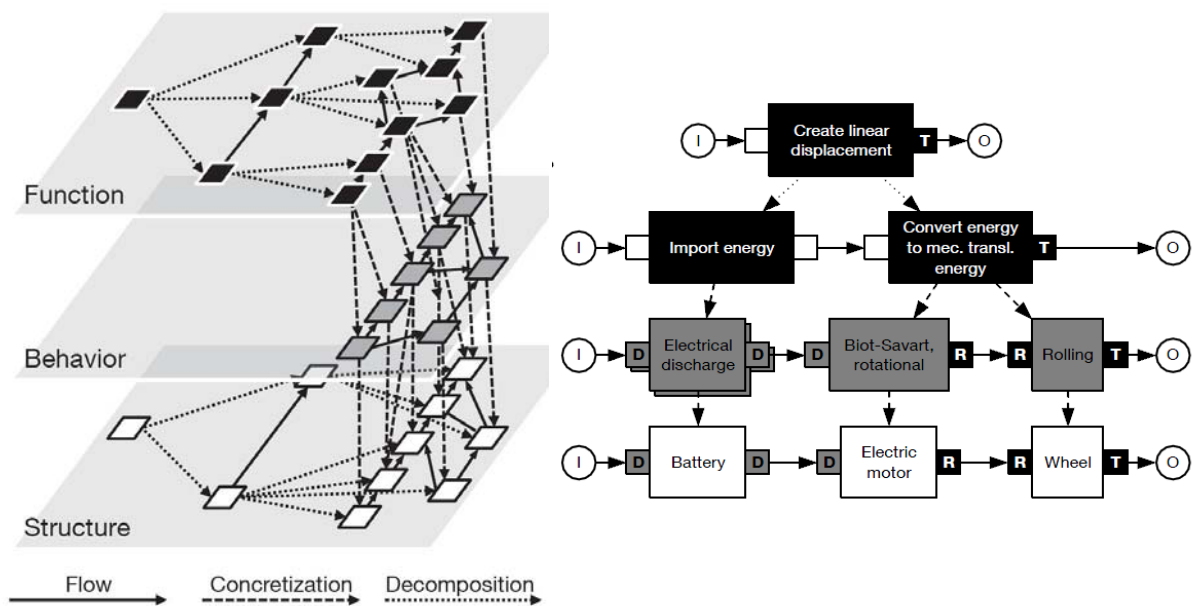 Function
Behavior
Structure
Flow
Concretization
Decomposition
I
Create linear
displacement
T
O
I
Import energy
Convert energy
to mec. transl.
energy
T
O
I
D
Electrical
discharge
D
D
Biot-Savart,
rotational
R
R
Rolling
T
O
I
D
Battery
D
D
Electric
motor
R
R
Wheel
T
O